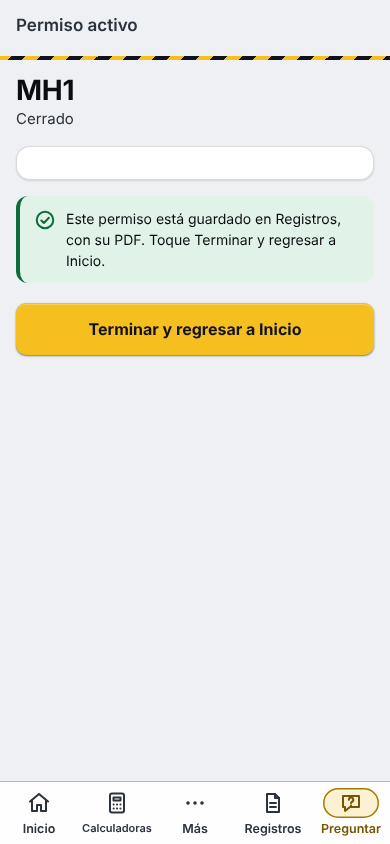 Permiso activo
MH1
Cerrado
Este permiso está guardado en Registros,
con su PDF. Toque Terminar y regresar a
Inicio.
Terminar y regresar a Inicio
Inicio
Calculadoras
Más
Registros
Preguntar